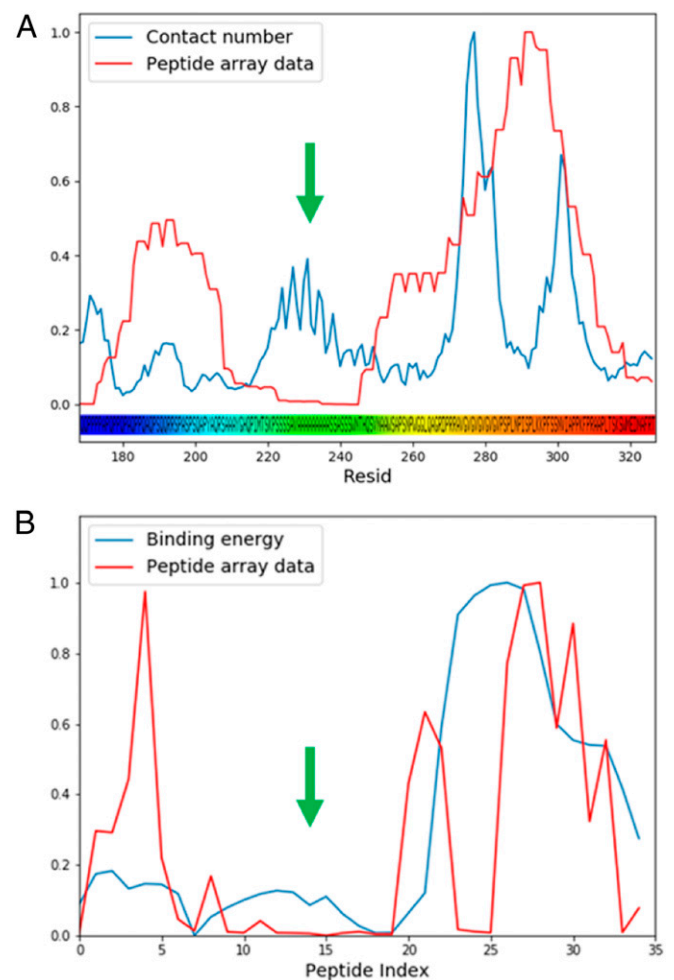 A
Contact number
Peptide array data
1.0
0.8
0.6
0.4
0.2
0.0
180 200 220 240 260 280 300 320
Resid
B
Binding energy
Peptide array data
1.0
0.8
0.6
0.4
0.2
0.0
0 5 10 15 20 25 30 35
Peptide Index